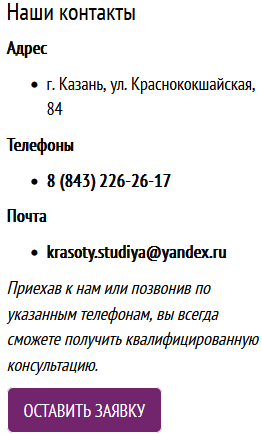 Наши контакты
Адрес
г. Казань, ул. Краснококшайская,
84
Телефоны
8 (843) 226-26-17
Почта
krasoty.studiya@yandex.ru
Приехав к нам или позвонив по
указанным телефонам, вы всегда
сможете получить квалифицированную
консультацию.
ОСТАВИТЬ ЗАЯВКУ